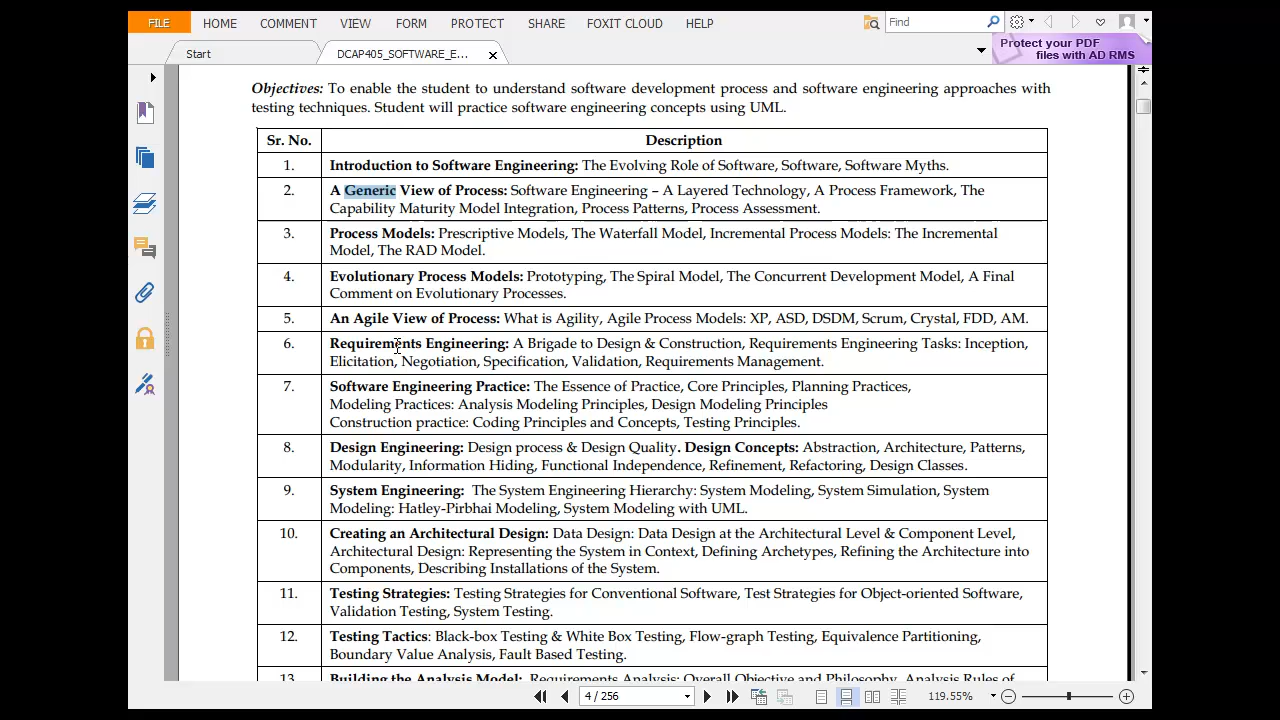 FILE HOME COMMENT VIEW FORM PROTECT SHARE FOXIT CLOUD HELP Find
Start DCAP405_SOFTWARE_E... Protect your PDF
files with AD RMS
Objectives: To enable the student to understand software development process and software engineering approaches with
testing techniques. Student will practice software engineering concepts using UML.
Sr. No. Description
1. Introduction to Software Engineering: The Evolving Role of Software, Software, Software Myths.
2. A Generic View of Process: Software Engineering – A Layered Technology, A Process Framework, The
Capability Maturity Model Integration, Process Patterns, Process Assessment.
3. Process Models: Prescriptive Models, The Waterfall Model, Incremental Process Models: The Incremental
Model, The RAD Model.
4. Evolutionary Process Models: Prototyping, The Spiral Model, The Concurrent Development Model, A Final
Comment on Evolutionary Processes.
5. An Agile View of Process: What is Agility, Agile Process Models: XP, ASD, DSDM, Scrum, Crystal, FDD, AM.
6. Requirements Engineering: A Brigade to Design & Construction, Requirements Engineering Tasks: Inception,
Elicitation, Negotiation, Specification, Validation, Requirements Management.
7. Software Engineering Practice: The Essence of Practice, Core Principles, Planning Practices,
Modeling Practices: Analysis Modeling Principles, Design Modeling Principles
Construction practice: Coding Principles and Concepts, Testing Principles.
8. Design Engineering: Design process & Design Quality. Design Concepts: Abstraction, Architecture, Patterns,
Modularity, Information Hiding, Functional Independence, Refinement, Refactoring, Design Classes.
9. System Engineering: The System Engineering Hierarchy: System Modeling, System Simulation, System
Modeling: Hatley-Pirbhai Modeling, System Modeling with UML.
10. Creating an Architectural Design: Data Design: Data Design at the Architectural Level & Component Level,
Architectural Design: Representing the System in Context, Defining Archetypes, Refining the Architecture into
Components, Describing Installations of the System.
11. Testing Strategies: Testing Strategies for Conventional Software, Test Strategies for Object-oriented Software,
Validation Testing, System Testing.
12. Testing Tactics: Black-box Testing & White Box Testing, Flow-graph Testing, Equivalence Partitioning,
Boundary Value Analysis, Fault Based Testing.
13. Building the Analysis Model: Requirements Analysis: Overall Objective and Philosophy, Analysis Rules of
4 / 256 119.55%